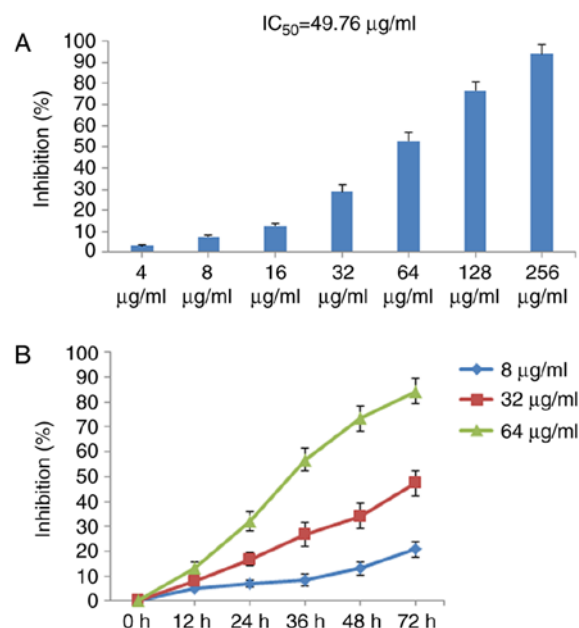 IC50=49.76 μg/ml
A
Inhibition (%)
100
90
80
70
60
50
40
30
20
10
0
4 8 16 32 64 128 256
μg/ml μg/ml μg/ml μg/ml μg/ml μg/ml μg/ml
B
Inhibition (%)
100
90
80
70
60
50
40
30
20
10
0
0 h 12 h 24 h 36 h 48 h 72 h
8 μg/ml
32 μg/ml
64 μg/ml